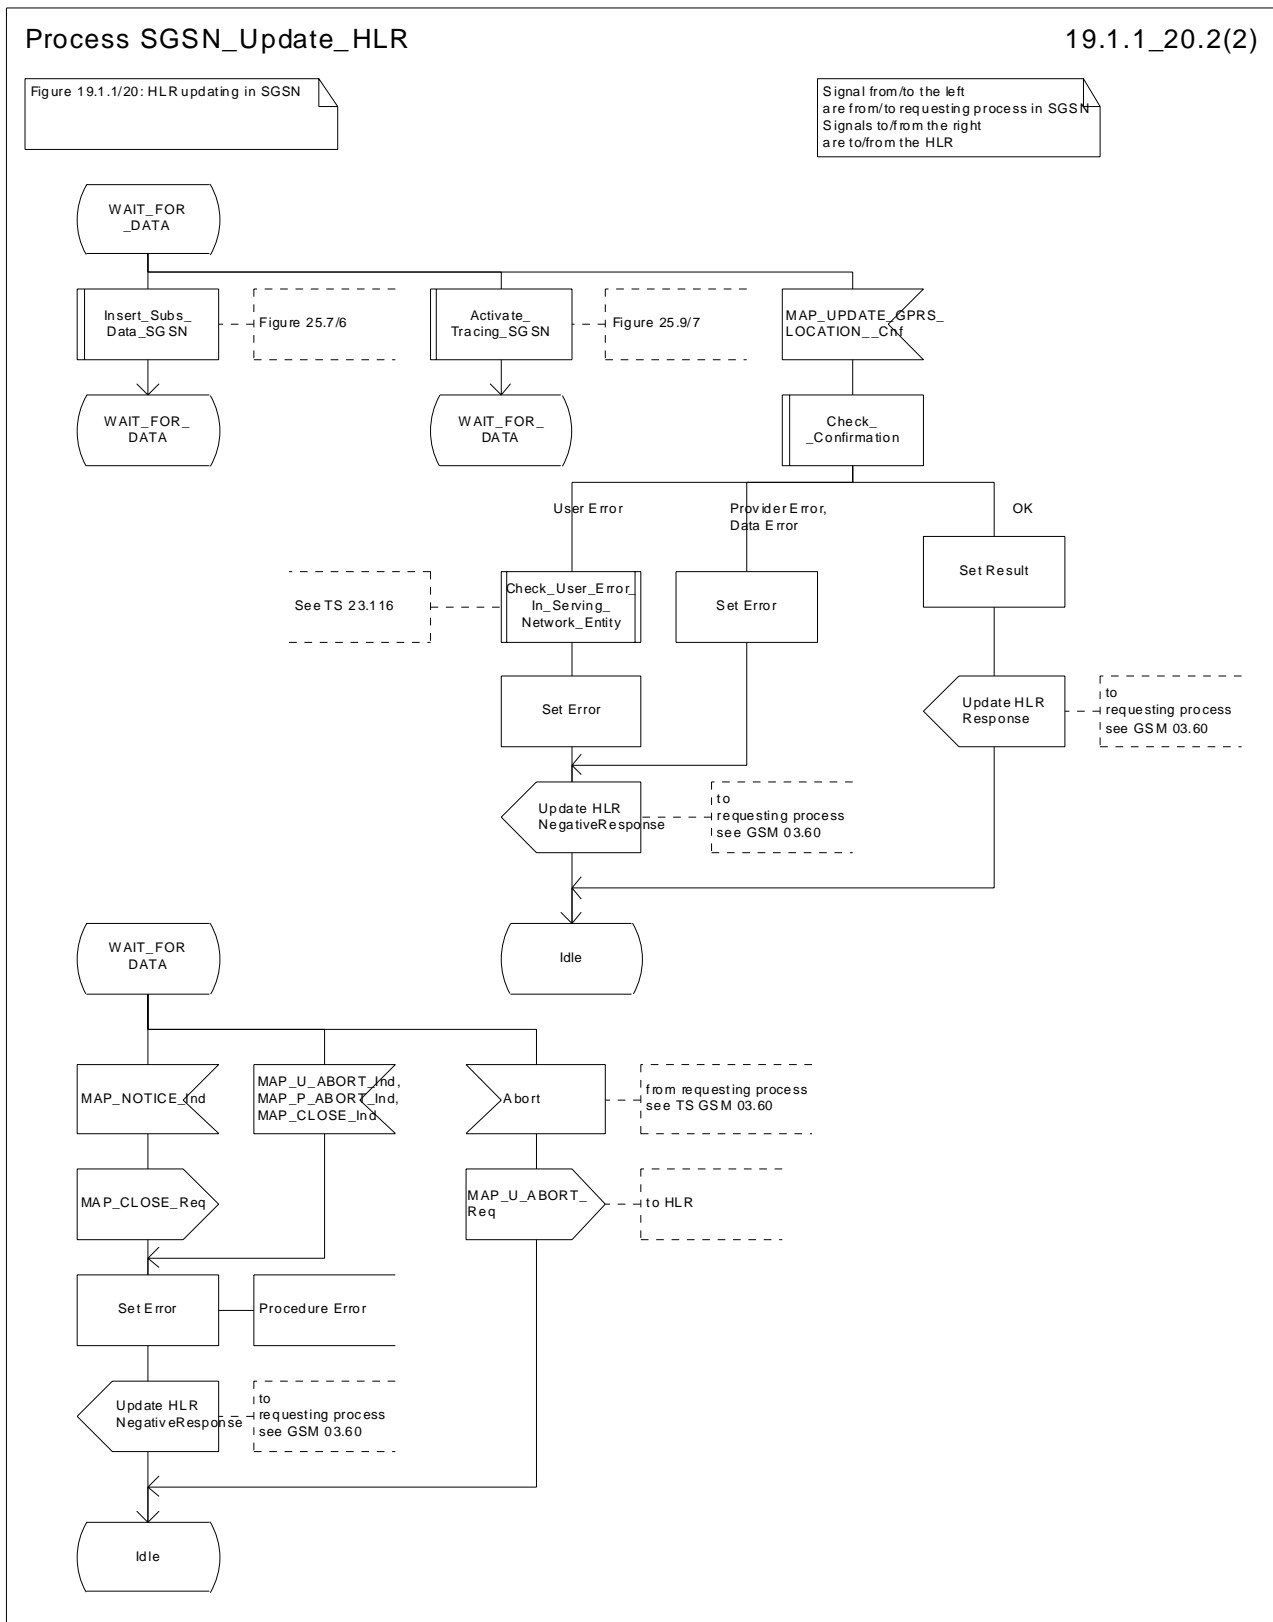 Process SGSN_Update_HLR
19.1.1_20.2(2)
Figure 19.1.1/20: HLR updating in SGSN
Signal from/to the left
are from/to requesting process in SGSN
Signals to/from the right
are to/from the HLR
WAIT_FOR
_DATA
Insert_Subs_
Data_SGSN
Figure 25.7/6
Activate_
Tracing_SGSN
Figure 25.9/7
MAP_UPDATE_GPRS_
LOCATION__Cnf
WAIT_FOR_
DATA
WAIT_FOR_
DATA
Check_
_Confirmation
User Error
Provider Error,
Data Error
OK
See TS 23.116
Check_User_Error_
In_Serving_
Network_Entity
Set Error
Set Result
Set Error
Update HLR
Response
to
requesting process
see GSM 03.60
Update HLR
NegativeResponse
to
requesting process
see GSM 03.60
Idle
WAIT_FOR
DATA
MAP_NOTICE_Ind
MAP_U_ABORT_Ind,
MAP_P_ABORT_Ind,
MAP_CLOSE_Ind
Abort
from requesting process
see TS GSM 03.60
MAP_CLOSE_Req
MAP_U_ABORT_
Req
to HLR
Set Error
Procedure Error
Update HLR
NegativeResponse
to
requesting process
see GSM 03.60
Idle